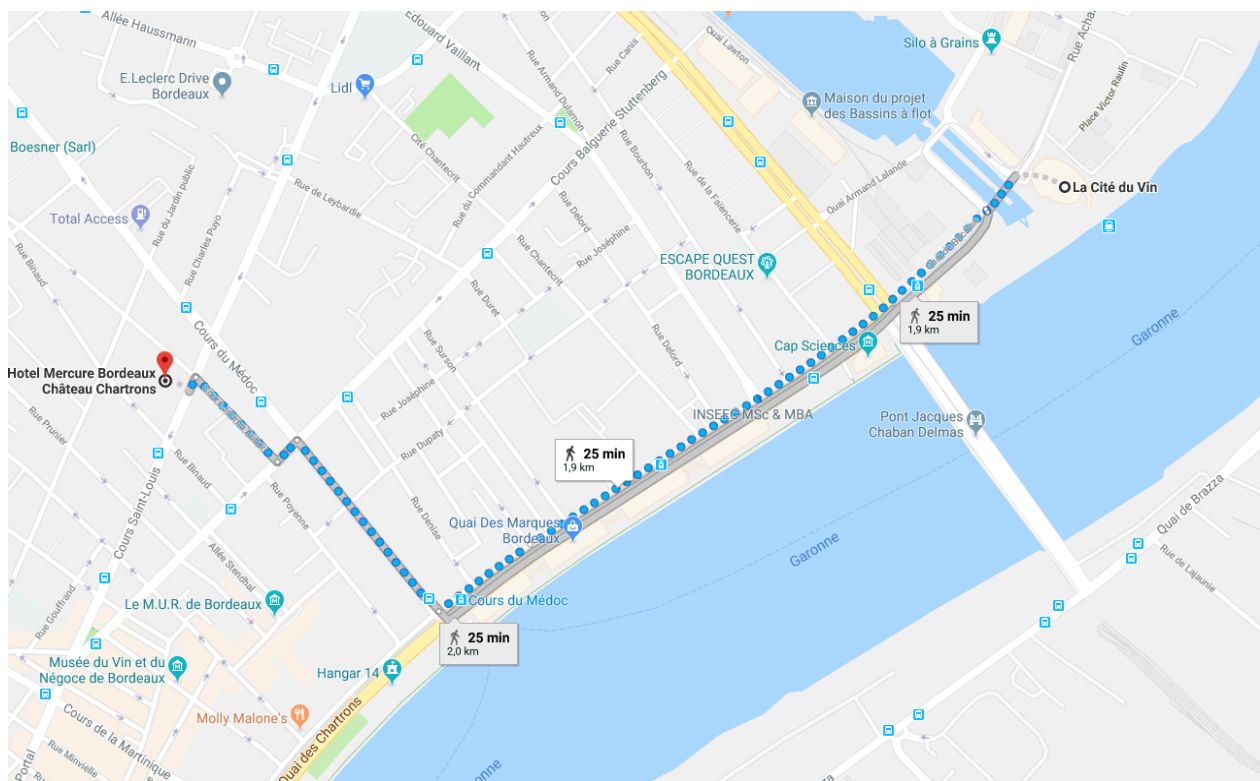 Allée Haussmann
Edouard Vaillant
Rue Canis
Quai Lawton
Silo à Grains
Rue Achar
E.Leclerc Drive
Bordeaux
Lidl
Rue Armand Dufamon
Cours Balguerie Stuttenberg
Maison du projet
des Bassins à flot
Place Victor Raulin
Boesner (Sarl)
Cité Chantecrit
Rue du Commandant Hautreux
Rue Bourbon
Rue de la Faïencerie
Quai Armand Lalande
La Cité du Vin
Rue du Jardin public
Rue de Leybardie
Total Access
Rue Charles Puyo
Rue Delord
Rue Chantecrit
Rue Joséphine
Rue Binaud
ESCAPE QUEST
BORDEAUX
Rue Duret
Rue Surson
25 min
1,9 km
Garonne
Cours du Médoc
Rue Delord
Cap Sciences
Hotel Mercure Bordeaux
Château Chartrons
Rue Joséphine
INSEEC MSc & MBA
Pont Jacques
Chaban Delmas
Rue Prunier
Rue Dupaty
Rue Binaud
25 min
1,9 km
Rue Poyenne
Rue Denise
Cours Saint-Louis
Quai Des Marques
Bordeaux
Garonne
Quai de Brazza
Rue de Lajaunie
Allée Stendhal
Rue Gouffrand
Le M.U.R. de Bordeaux
Cours du Médoc
25 min
2,0 km
Musée du Vin et du
Négoce de Bordeaux
Hangar 14
Molly Malone's
Cours de la Martinique
Rue Minvielle
Portal
Quai des Chartrons
Garonne